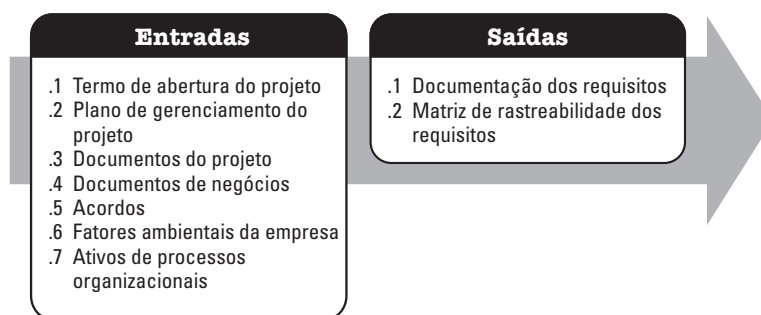 Entradas
.1 Termo de abertura do projeto
.2 Plano de gerenciamento do
projeto
.3 Documentos do projeto
.4 Documentos de negócios
.5 Acordos
.6 Fatores ambientais da empresa
.7 Ativos de processos
organizacionais
Saídas
.1 Documentação dos requisitos
.2 Matriz de rastreabilidade dos
requisitos